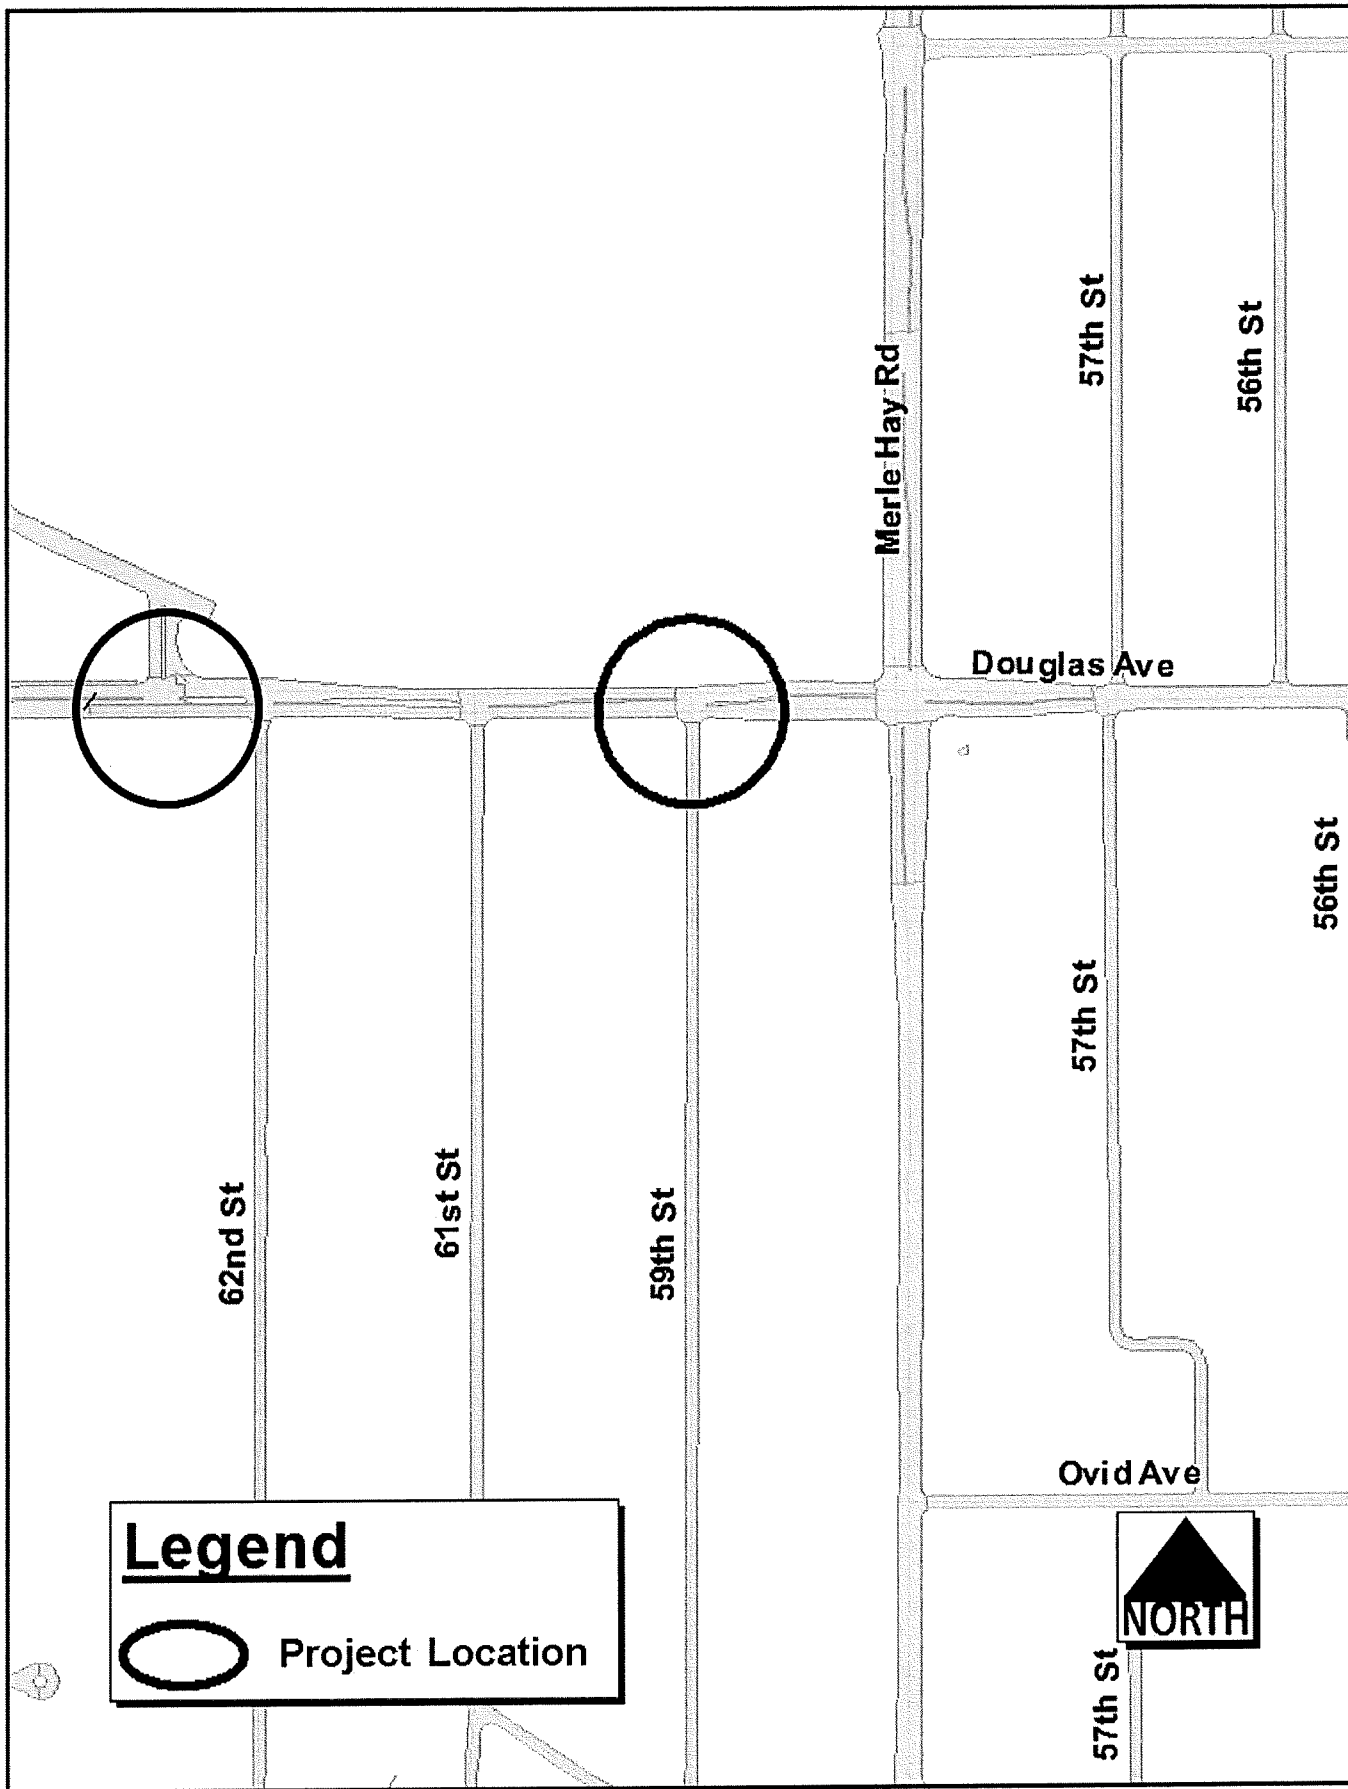 57th St
56th St
Merle Hay Rd
Douglas Ave
56th St
57th St
61st St
62nd St
59th St
Ovid Ave
Legend
Project Location
NORTH
57th St